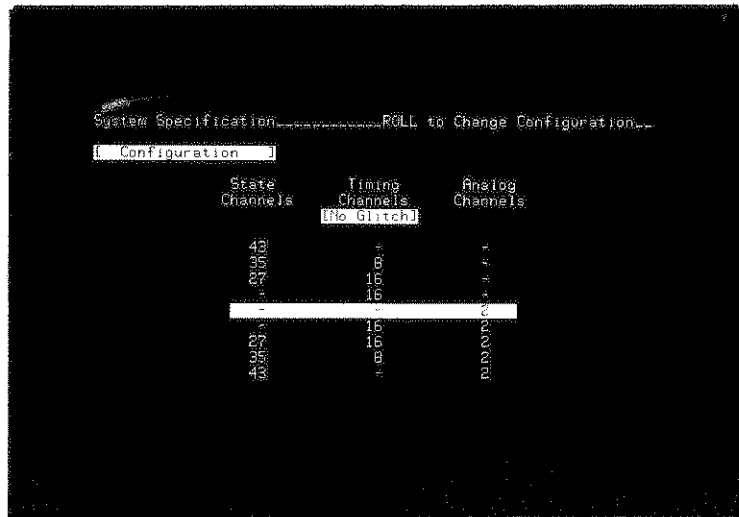 System Specification ROLL to Change Configuration
[ Configuration ]
State Timing Analog
Channels Channels Channels
[No Glitch]
43 - -
35 8 -
27 16 -
- 16 -
- - 2
- 16 2
27 16 2
35 8 2
43 - 2